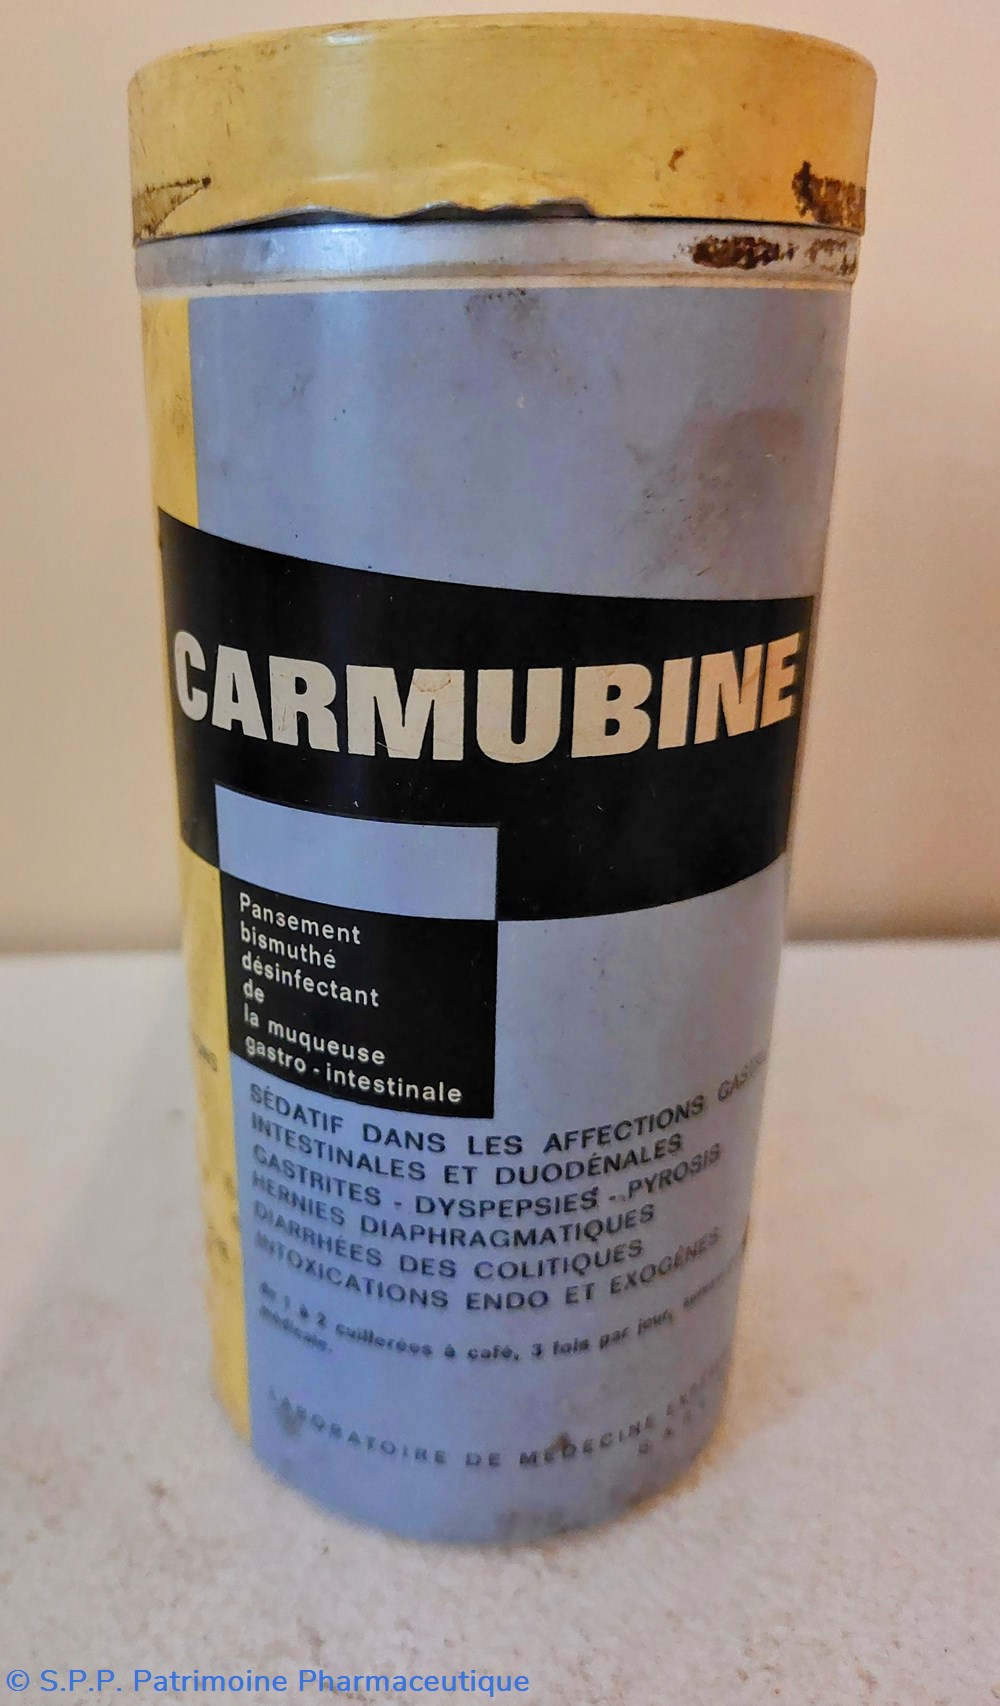 CARMUBINE
Pansement
bismuthé
désinfectant
de
la muqueuse
gastro-intestinale
SÉDATIF DANS LES AFFECTIONS
INTESTINALES ET DUODÉNALES
GASTRITES - DYSPEPSIES - PYROSIS
HERNIES DIAPHRAGMATIQUES
DIARRHÉES DES COLITIQUES
INTOXICATIONS ENDO ET EXOGÈNES
de 1 à 2 cuillerées à café, 3 fois par jour,
médicale.
LABORATOIRE DE MÉDECINE
© S.P.P. Patrimoine Pharmaceutique